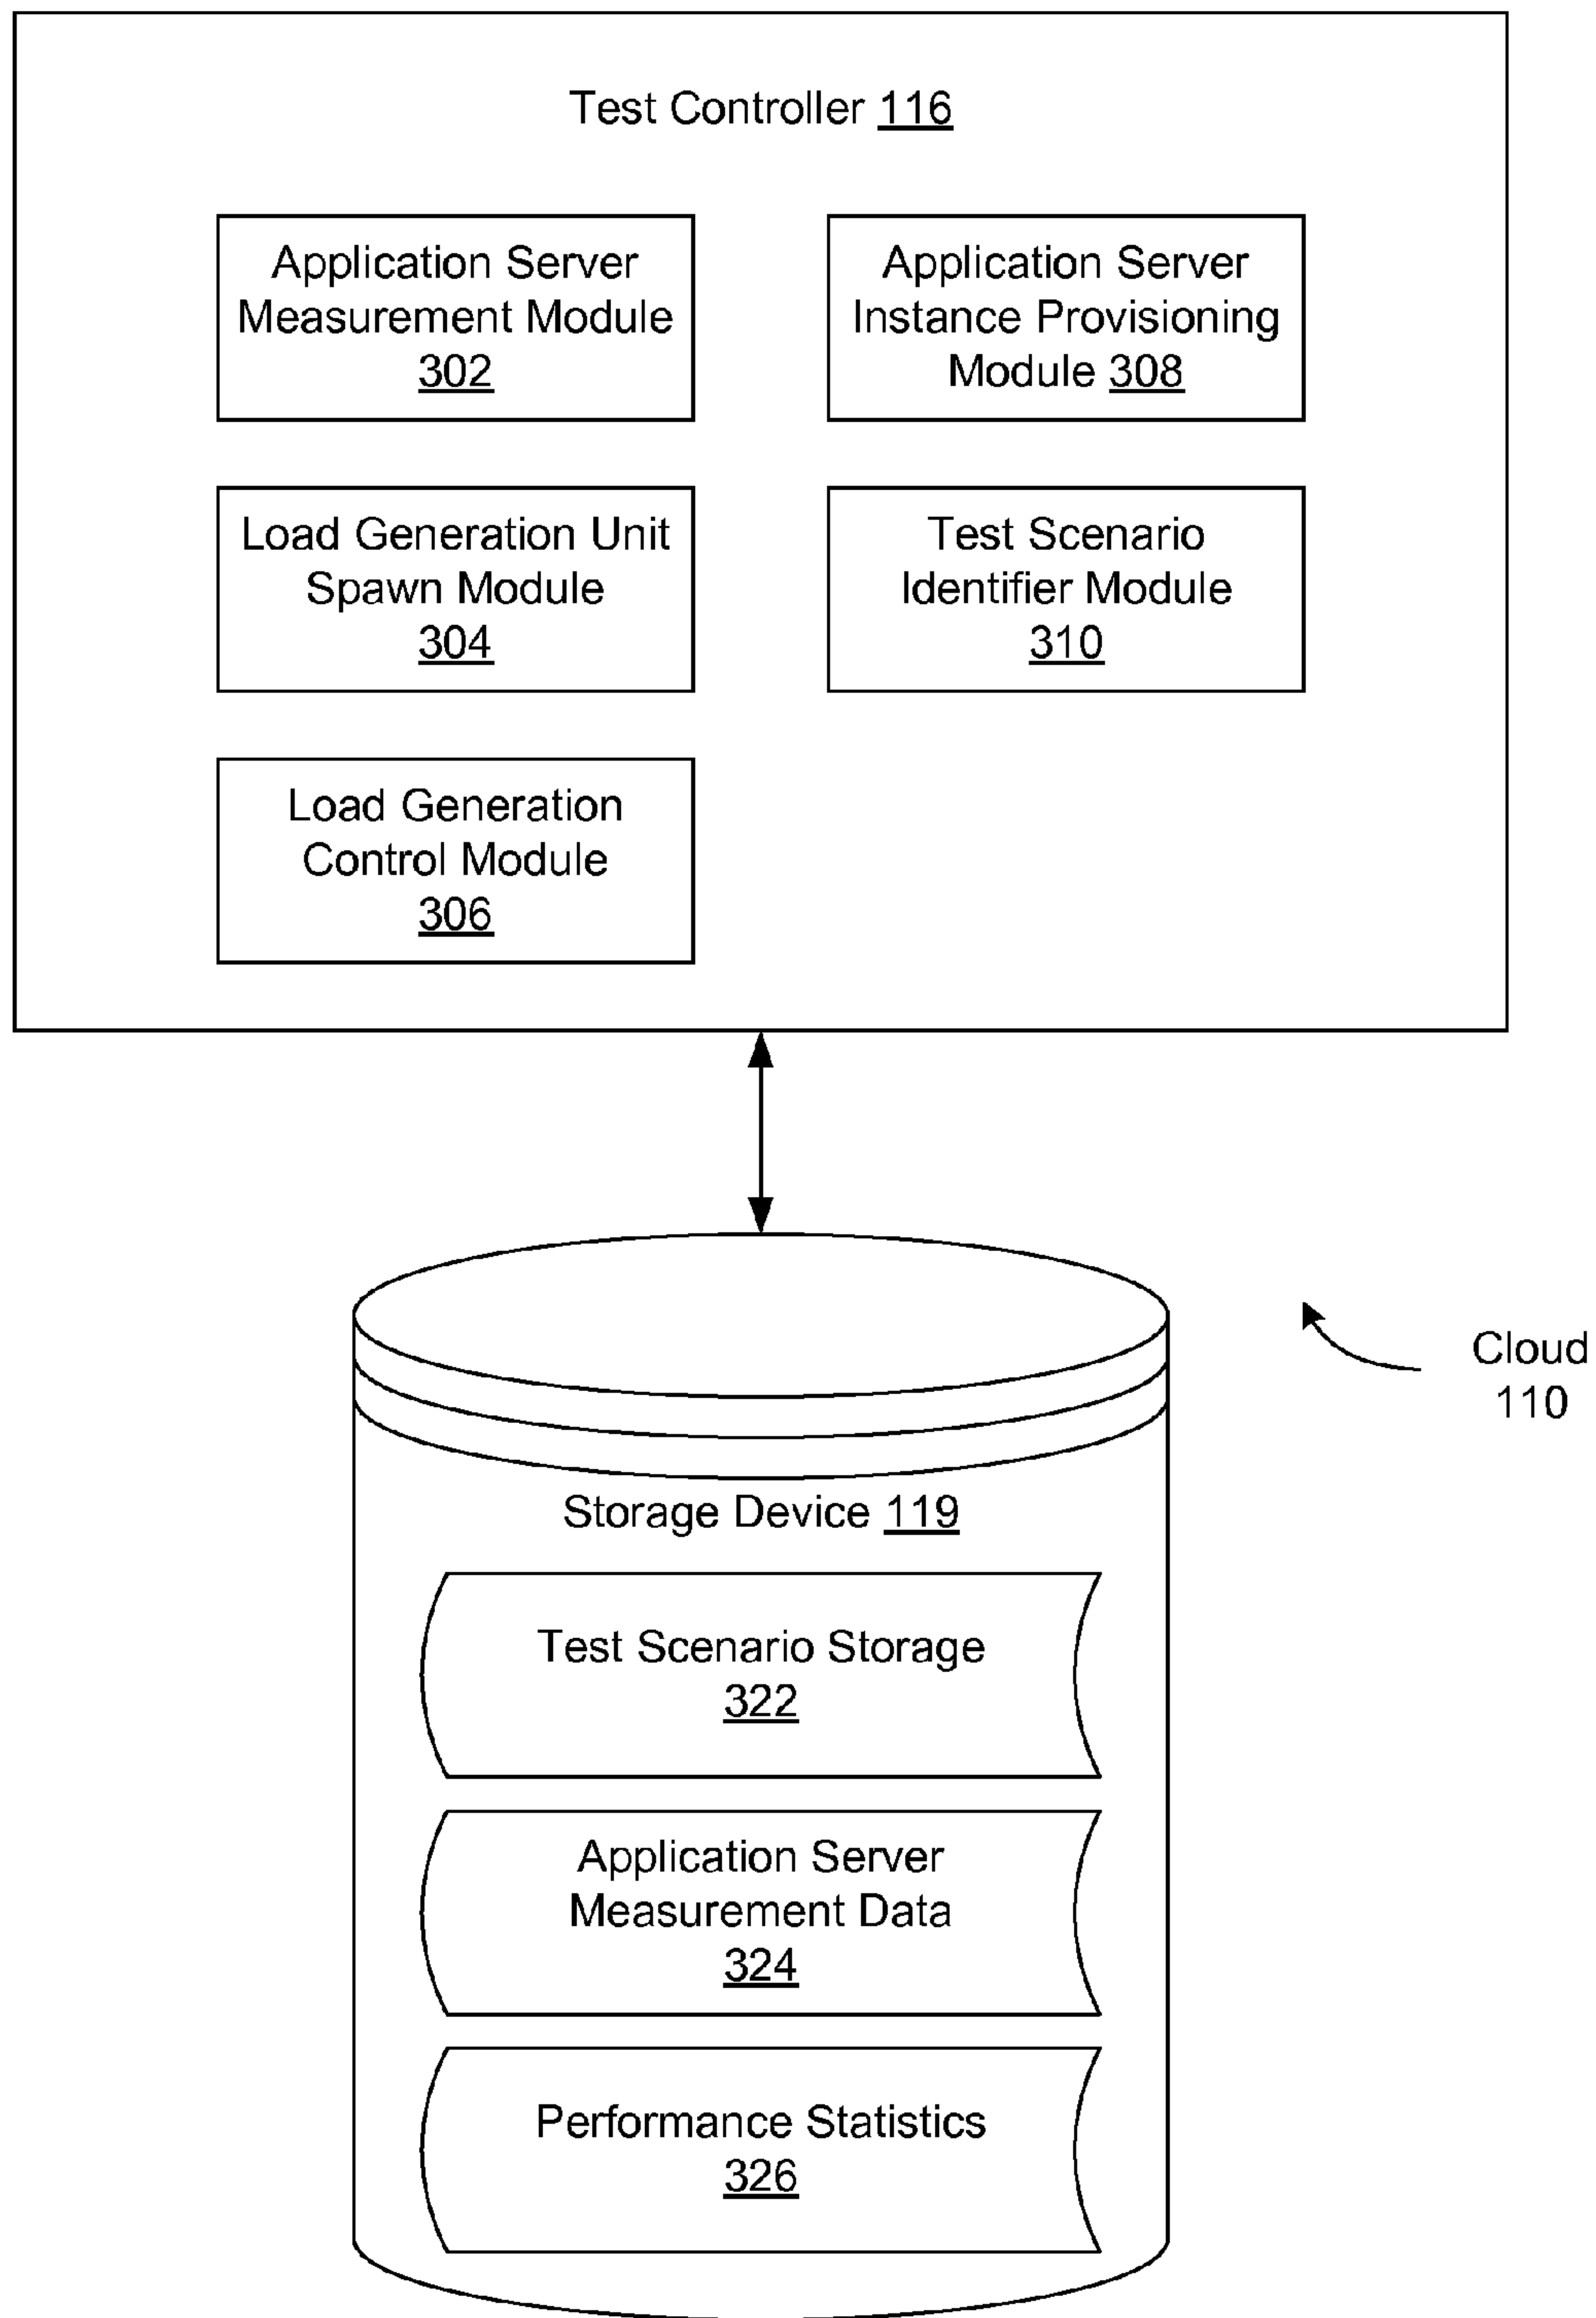 Test Controller 116
Application Server
Measurement Module
302
Application Server
Instance Provisioning
Module 308
Load Generation Unit
Spawn Module
304
Test Scenario
Identifier Module
310
Load Generation
Control Module
306
Cloud
110
Storage Device 119
Test Scenario Storage
322
Application Server
Measurement Data
324
Performance Statistics
326